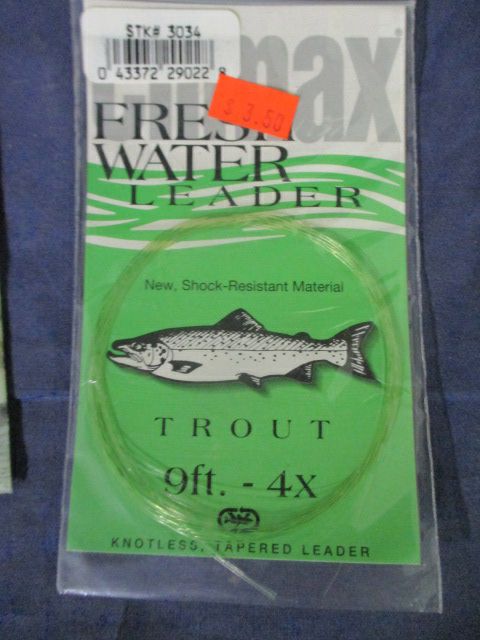 STK# 3034
0 43372 29022 8
$ 3.50
FRESH
WATER
LEADER
New, Shock-Resistant Material
TROUT
9ft. - 4x
KNOTLESS, TAPERED LEADER